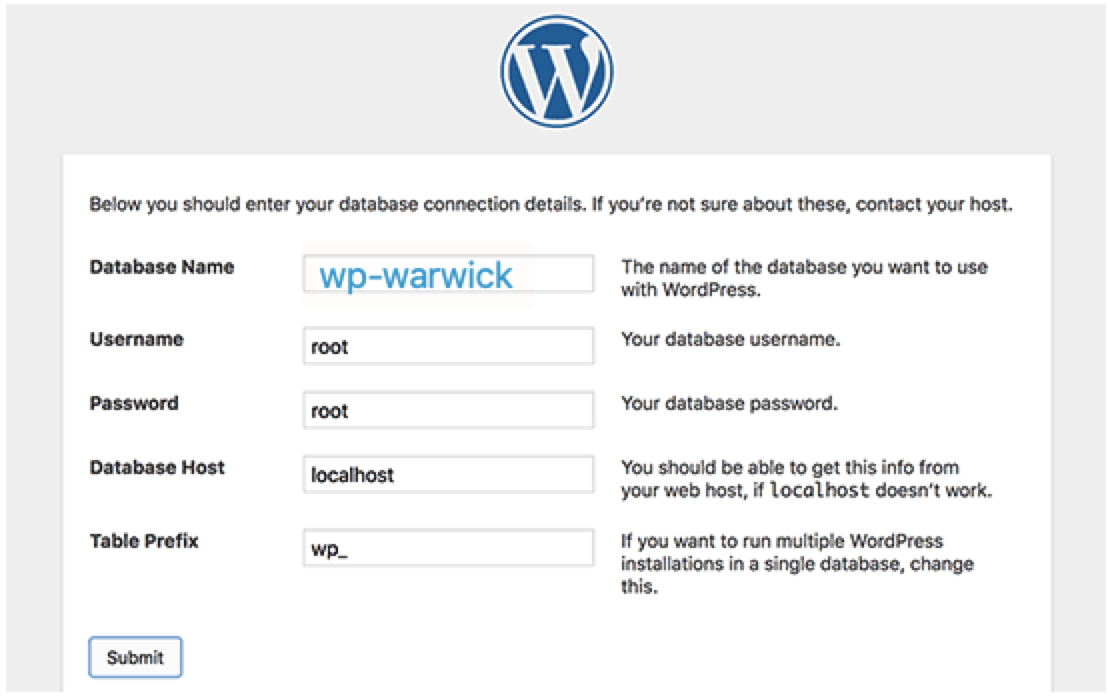 Below you should enter your database connection details. If you're not sure about these, contact your host.
Database Name
wp-warwick
The name of the database you want to use
with WordPress.
Username
root
Your database username.
Password
root
Your database password.
Database Host
localhost
You should be able to get this info from
your web host, if localhost doesn't work.
Table Prefix
wp_
If you want to run multiple WordPress
installations in a single database, change
this.
Submit